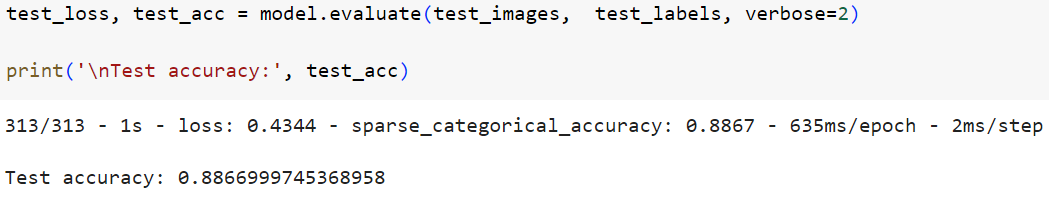 test_loss, test_acc = model.evaluate(test_images,  test_labels, verbose=2)
print('\nTest accuracy:', test_acc)
313/313 - 1s - loss: 0.4344 - sparse_categorical_accuracy: 0.8867 - 635ms/epoch - 2ms/step
Test accuracy: 0.8866999745368958